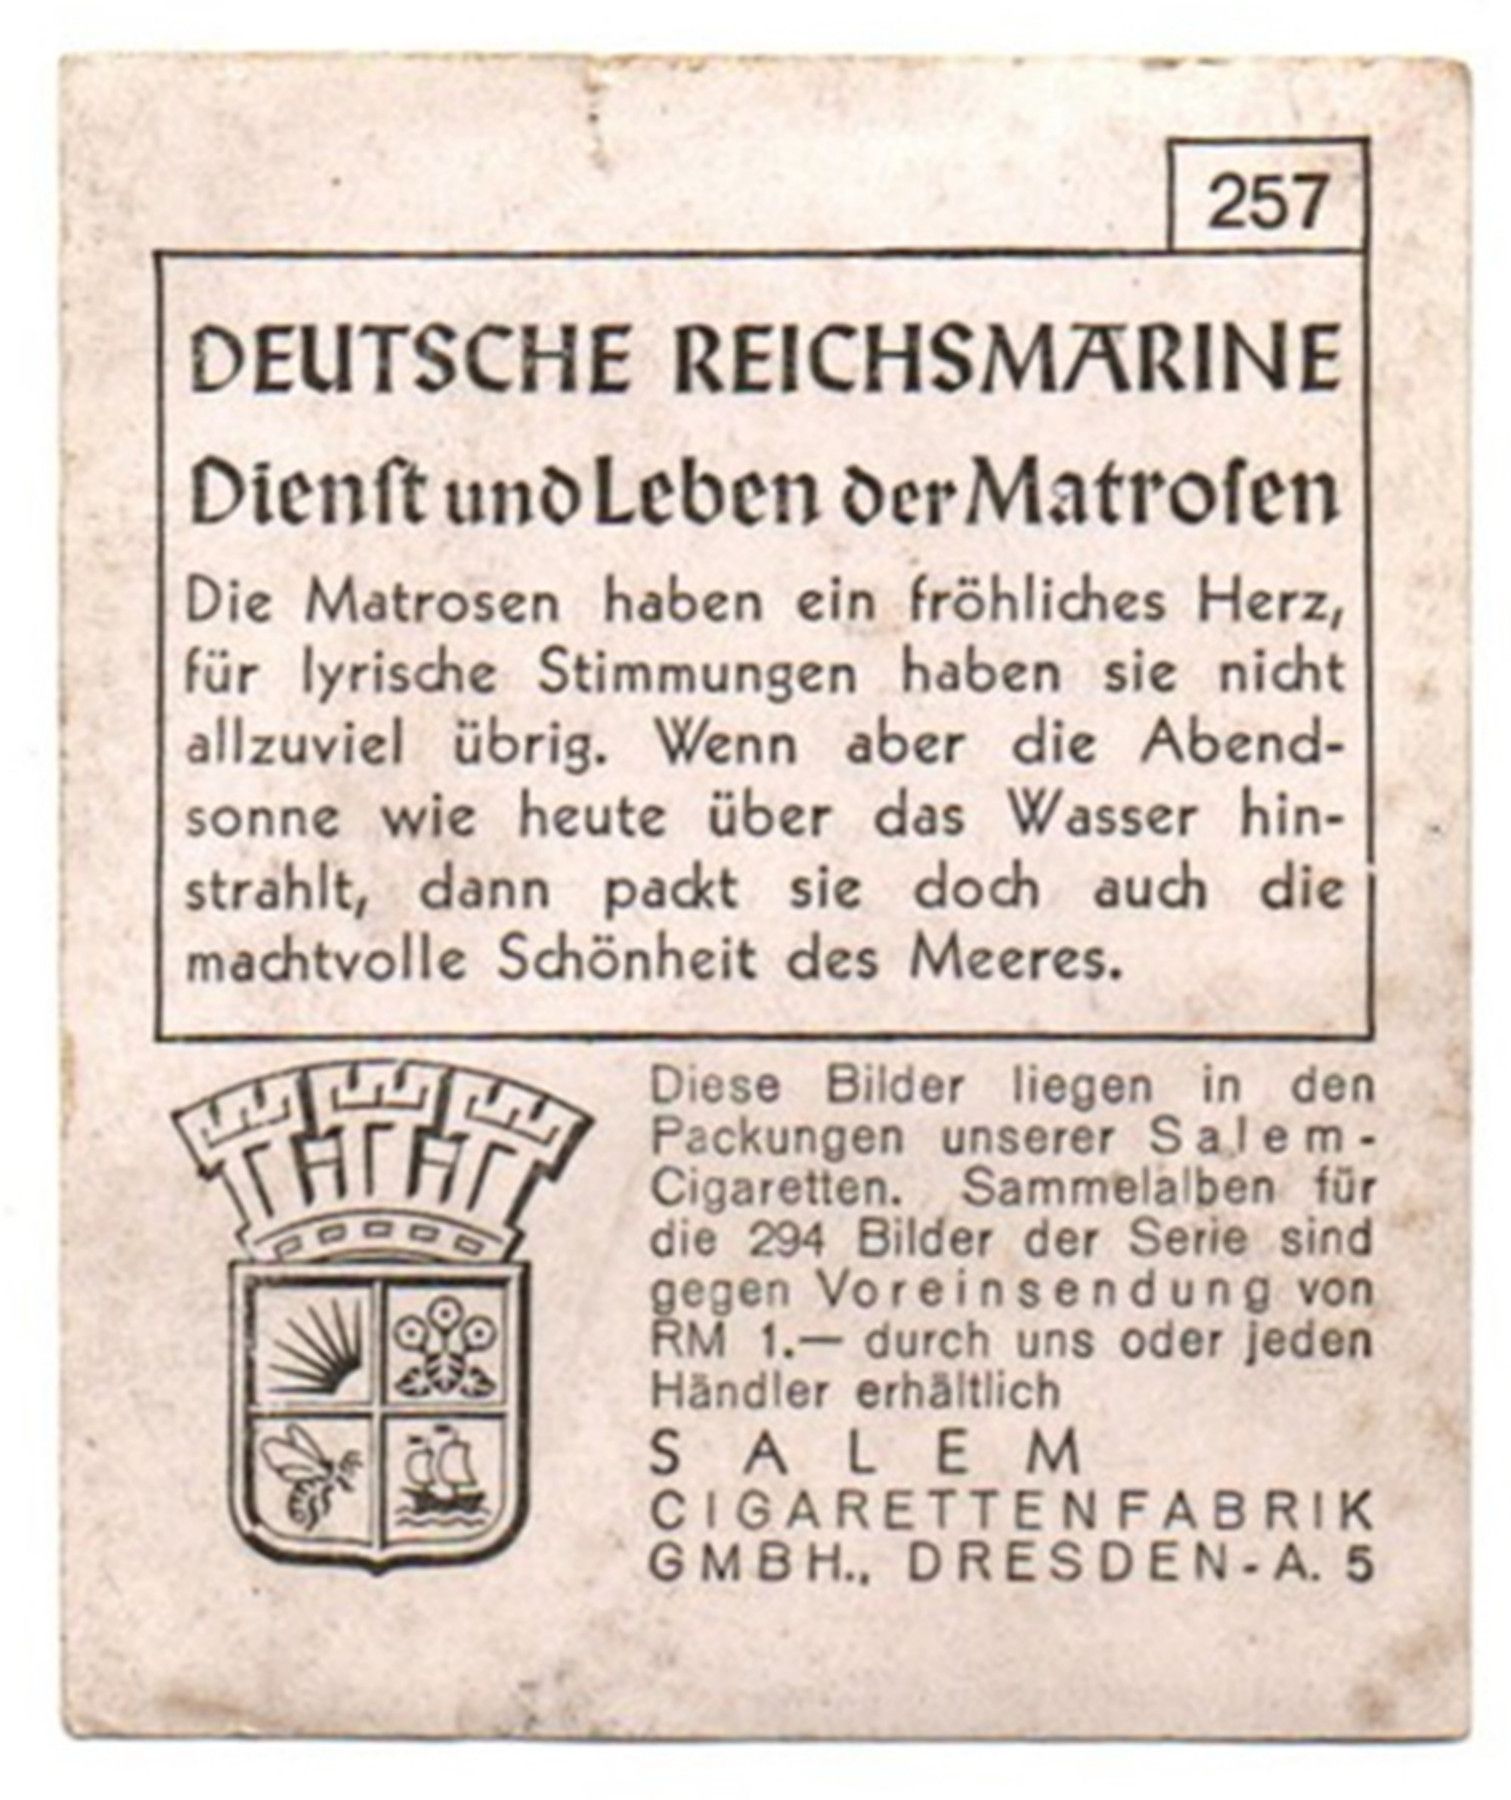 257
DEUTSCHE REICHSMARINE
Dienſt und Leben der Matroſen
Die Matrosen haben ein fröhliches Herz,
für lyrische Stimmungen haben sie nicht
allzuviel übrig. Wenn aber die Abend-
sonne wie heute über das Wasser hin-
strahlt, dann packt sie doch auch die
machtvolle Schönheit des Meeres.
Diese Bilder liegen in den
Packungen unserer Salem-
Cigaretten. Sammelalben für
die 294 Bilder der Serie sind
gegen Voreinsendung von
RM 1.— durch uns oder jeden
Händler erhältlich
SALEM
CIGARETTENFABRIK
GMBH., DRESDEN-A. 5